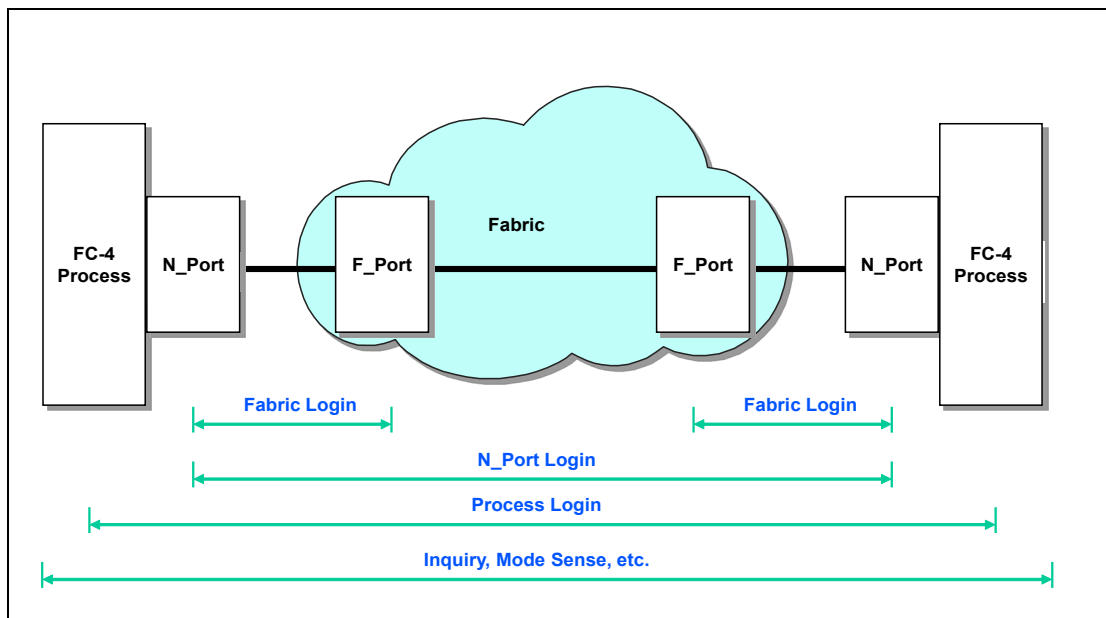 Fabric
FC-4
Process
N_Port
F_Port
F_Port
N_Port
FC-4
Process
Fabric Login
Fabric Login
N_Port Login
Process Login
Inquiry, Mode Sense, etc.